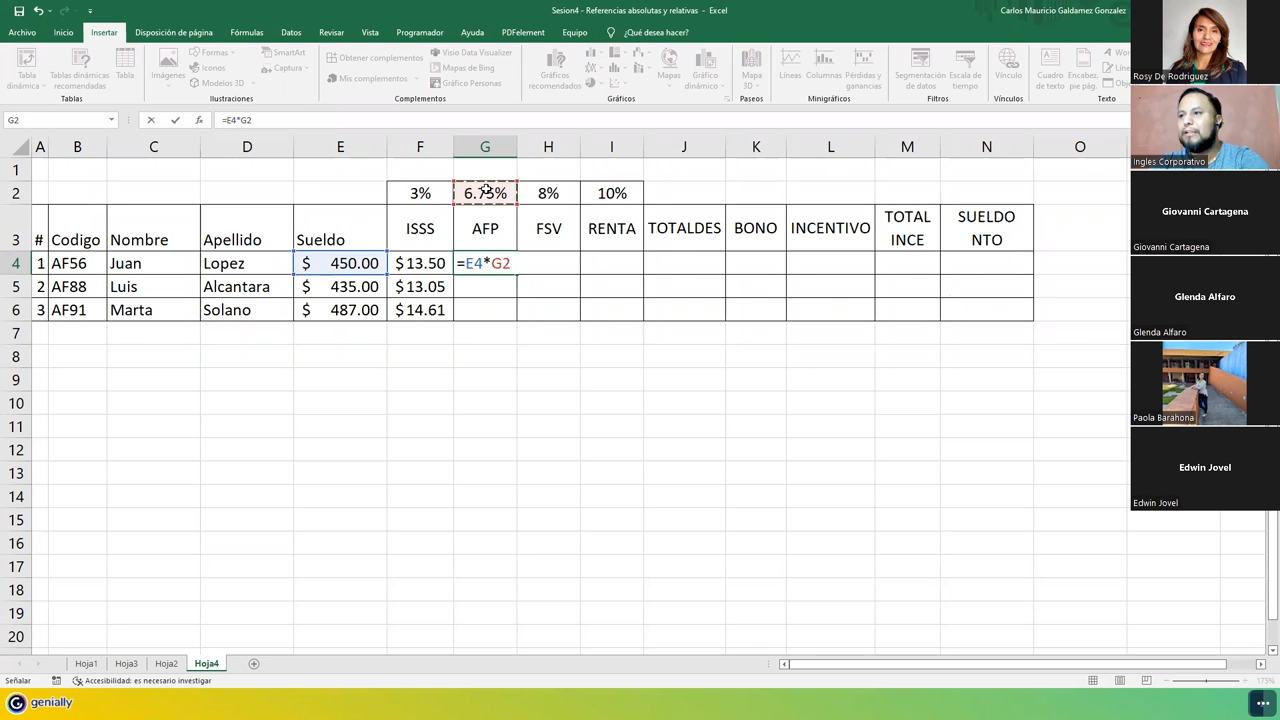 Sesion4 - Referencias absolutas y relativas - Excel
Carlos Mauricio Galdamez Gonzalez
Archivo Inicio Insertar Disposición de página Fórmulas Datos Revisar Vista Programador Ayuda PDFelement Equipo ¿Qué desea hacer?
Tabla dinámica
Tablas dinámicas recomendadas
Tabla
Tablas
Imágenes
Formas
Iconos
Modelos 3D
SmartArt
Captura
Ilustraciones
Obtener complementos
Mis complementos
Visio Data Visualizer
Mapas de Bing
Gráfico Personas
Complementos
Gráficos recomendados
Mapas
Gráfico dinámico
Gráficos
Mapa 3D
Paseos
Líneas
Columnas
Pérdidas y ganancias
Minigráficos
Segmentación de datos
Escala de tiempo
Filtros
Vínculo
Vínculos
Cuadro de texto
Encabez. pie pág.
Texto
G2 =E4*G2
A B C D E F G H I J K L M N O
1
2 3% 6.75% 8% 10%
3 # Codigo Nombre Apellido Sueldo ISSS AFP FSV RENTA TOTALDES BONO INCENTIVO TOTAL INCE SUELDO NTO
4 1 AF56 Juan Lopez $ 450.00 $13.50 =E4*G2
5 2 AF88 Luis Alcantara $ 435.00 $13.05
6 3 AF91 Marta Solano $ 487.00 $14.61
7
8
9
10
11
12
13
14
15
16
17
18
19
20
Hoja1 Hoja3 Hoja2 Hoja4
Señalar Accesibilidad: es necesario investigar 175%
genially
Rosy De Rodriguez
Ingles Corporativo
Giovanni Cartagena
Giovanni Cartagena
Glenda Alfaro
Glenda Alfaro
Paola Barahona
Edwin Jovel
Edwin Jovel